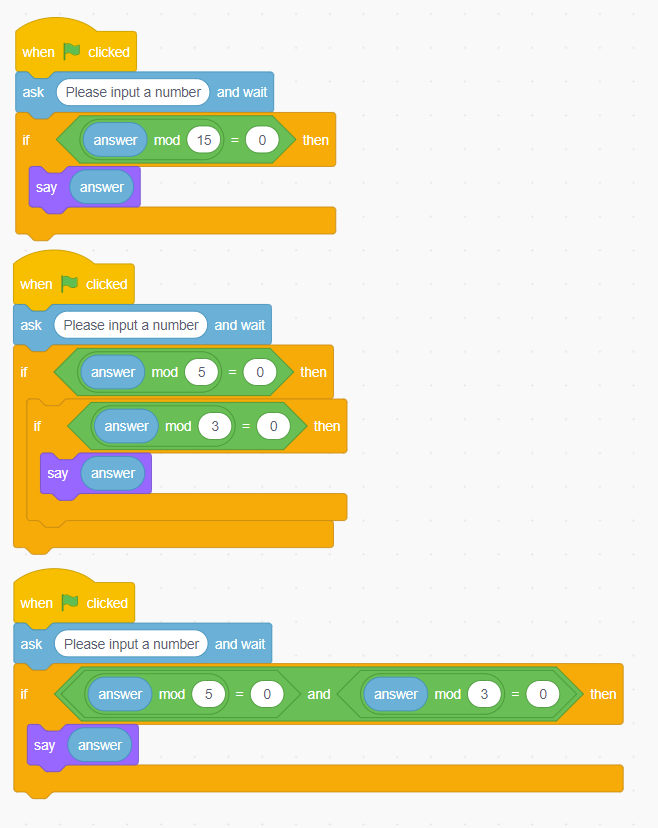 when clicked
ask Please input a number and wait
if answer mod 15 = 0 then
say answer
when clicked
ask Please input a number and wait
if answer mod 5 = 0 then
if answer mod 3 = 0 then
say answer
when clicked
ask Please input a number and wait
if answer mod 5 = 0 and answer mod 3 = 0 then
say answer